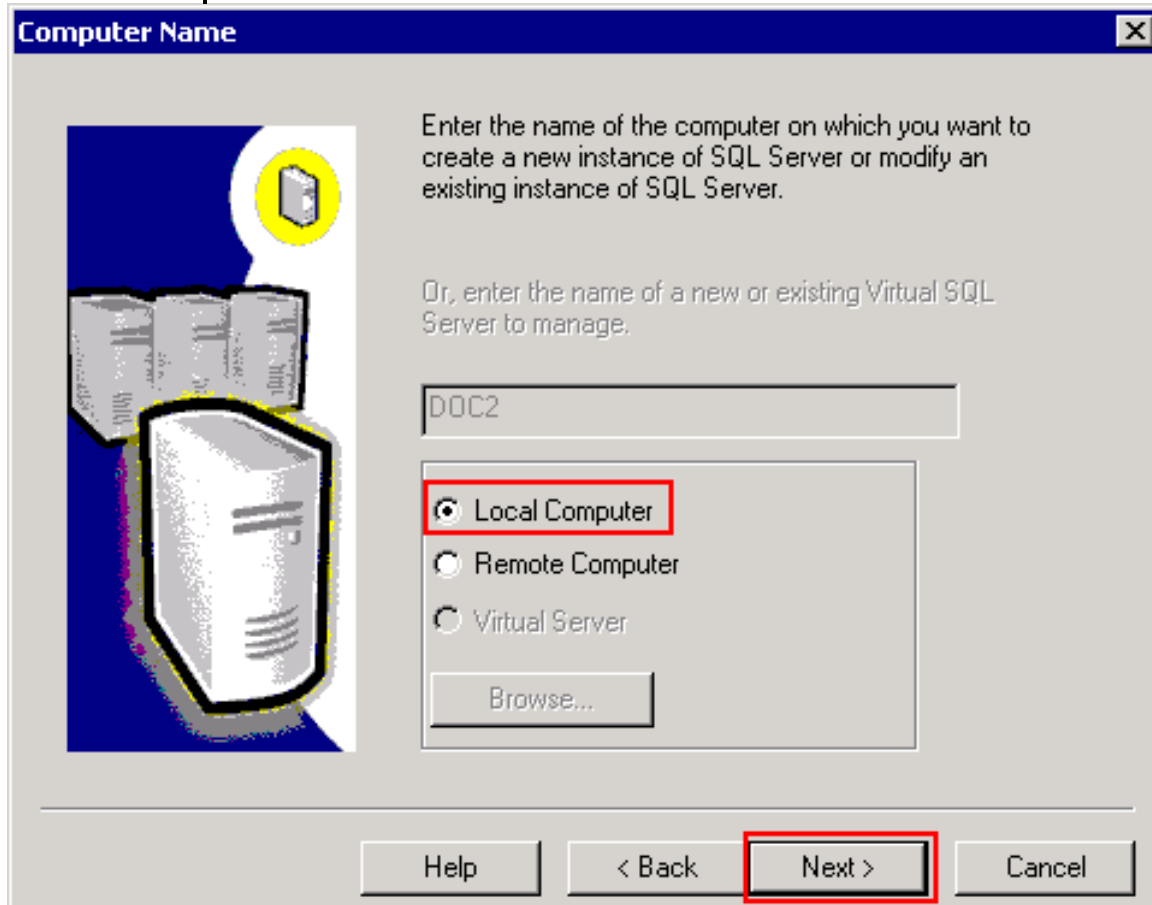 Computer Name
Enter the name of the computer on which you want to
create a new instance of SQL Server or modify an
existing instance of SQL Server.
Or, enter the name of a new or existing Virtual SQL
Server to manage.
DOC2
Local Computer
Remote Computer
Virtual Server
Browse...
Help
< Back
Next >
Cancel